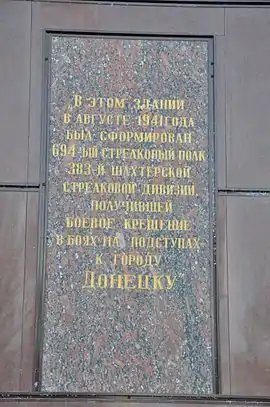 „В ЭТОМ ЗДАНИИ
В АВГУСТЕ 1941 ГОДА
БЫЛ СФОРМИРОВАН
694-ЫЙ СТРЕЛКОВЫЙ ПОЛК
383-Й ШАХТЕРСКОЙ
СТРЕЛКОВОЙ ДИВИЗИИ,
ПОЛУЧИВШЕЙ
БОЕВОЕ КРЕЩЕНИЕ
В БОЯХ НА ПОДСТУПАХ
К ГОРОДУ
ДОНЕЦКУ